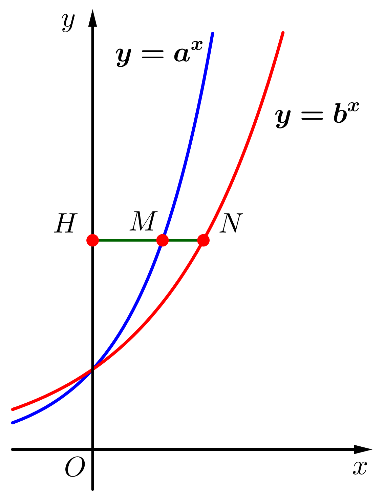 y
y = a^x
y = b^x
H M N
O x